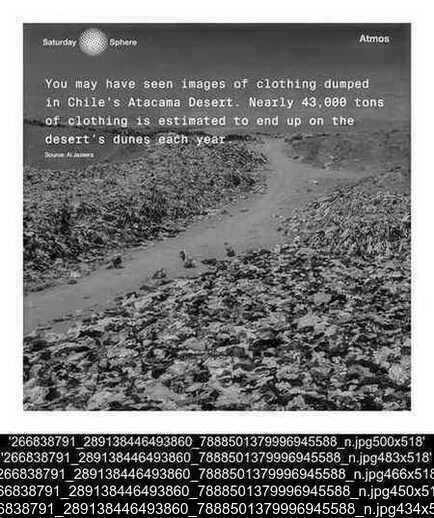 Saturday Sphere
Atmos
You may have seen images of clothing dumped
in Chile's Atacama Desert. Nearly 43,000 tons
of clothing is estimated to end up on the
desert's dunes each year
Source: Al Jazeera
'266838791_289138446493860_7888501379996945588_n.jpg500x518'
'266838791_289138446493860_7888501379996945588_n.jpg483x518'
266838791_289138446493860_7888501379996945588_n.jpg466x518
66838791_289138446493860_7888501379996945588_n.jpg450x51
66838791_289138446493860_7888501379996945588_n.jpg434x5